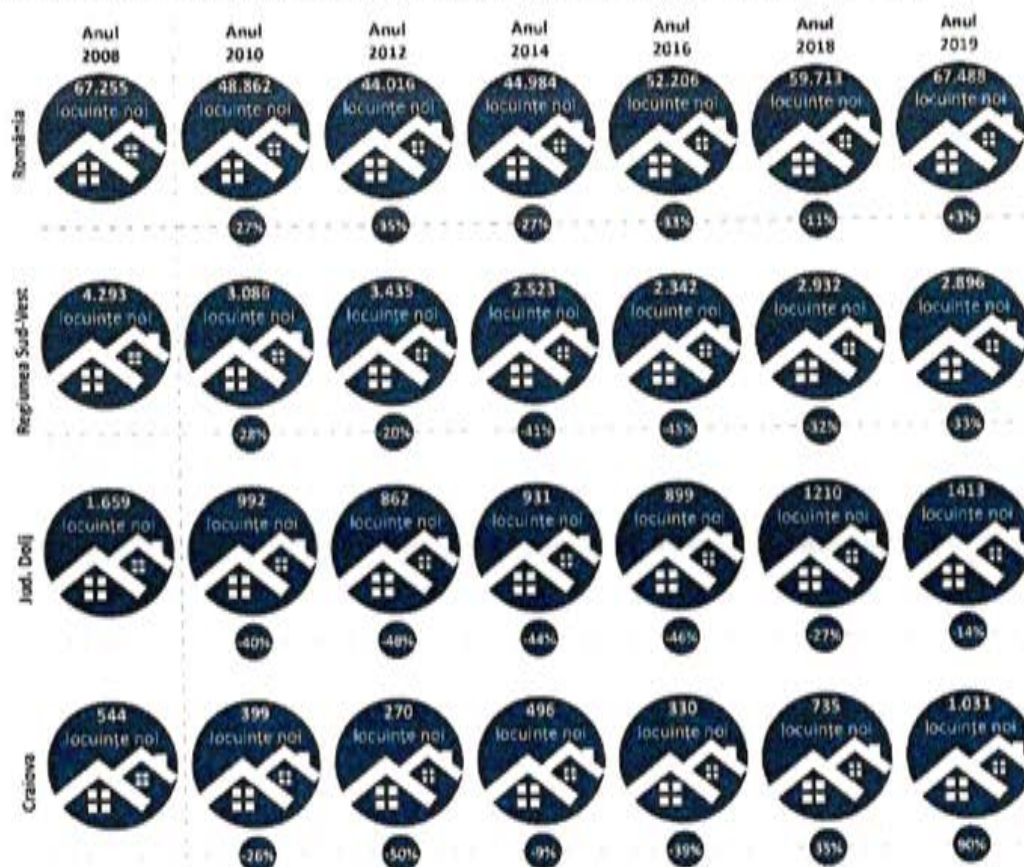 Anul Anul Anul Anul Anul Anul Anul
2008 2010 2012 2014 2016 2018 2019
România
67.255 48.862 44.016 44.984 52.206 59.713 67.488
locuințe noi locuințe noi locuințe noi locuințe noi locuințe noi locuințe noi locuințe noi
-27% -35% -27% -33% -11% +3%
Regiunea Sud-Vest
4.293 3.086 3.435 2.523 2.342 2.932 2.896
locuințe noi locuințe noi locuințe noi locuințe noi locuințe noi locuințe noi locuințe noi
-28% -20% -41% -45% -32% -33%
Jud. Dolj
1.659 992 862 931 899 1210 1413
locuințe noi locuințe noi locuințe noi locuințe noi locuințe noi locuințe noi locuințe noi
-40% -48% -44% -46% -27% -14%
Craiova
544 399 270 496 330 735 1.031
locuințe noi locuințe noi locuințe noi locuințe noi locuințe noi locuințe noi locuințe noi
-26% -50% -9% -39% 35% 90%